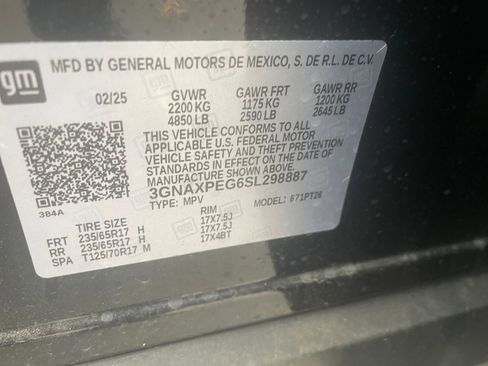 gm
MFD BY GENERAL MOTORS DE MEXICO, S. DE R.L. DE C.V.
02/25 GVWR GAWR FRT GAWR RR
2200 KG 1175 KG 1200 KG
4850 LB 2590 LB 2645 LB
THIS VEHICLE CONFORMS TO ALL
APPLICABLE U.S. FEDERAL MOTOR
VEHICLE SAFETY AND THEFT PREVENTION
STANDARDS IN EFFECT ON THE DATE OF
MANUFACTURE SHOWN ABOVE.
3GNAXPEG6SL298887
TYPE: MPV MODEL: 671PT26
384A
TIRE SIZE RIM
FRT 235/65R17 H 17X7.5J
RR 235/65R17 H 17X7.5J
SPA T125/70R17 M 17X4BT